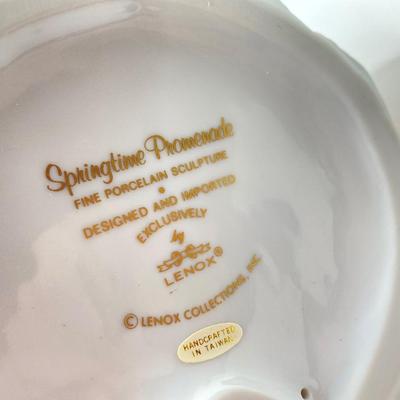 Springtime Promenade
FINE PORCELAIN SCULPTURE
•
DESIGNED AND IMPORTED
EXCLUSIVELY
by
LENOX®
© LENOX COLLECTIONS, INC.
HANDCRAFTED
IN TAIWAN